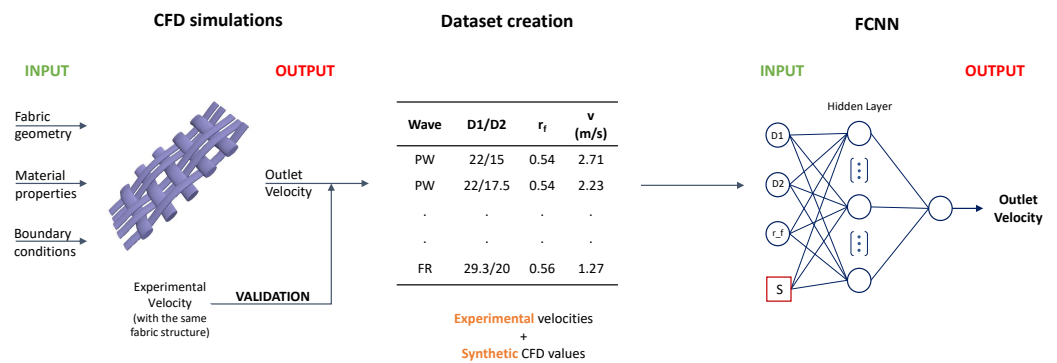 CFD simulations
INPUT
OUTPUT
Fabric
geometry
Material
properties
Boundary
conditions
Outlet
Velocity
Experimental
Velocity
(with the same
fabric structure)
VALIDATION
Dataset creation
Wave D1/D2 r_f v
(m/s)
PW 22/15 0.54 2.71
PW 22/17.5 0.54 2.23
. . . .
. . . .
FR 29.3/20 0.56 1.27
Experimental velocities
+
Synthetic CFD values
FCNN
INPUT
OUTPUT
Hidden Layer
D1
D2
r_f
S
Outlet
Velocity